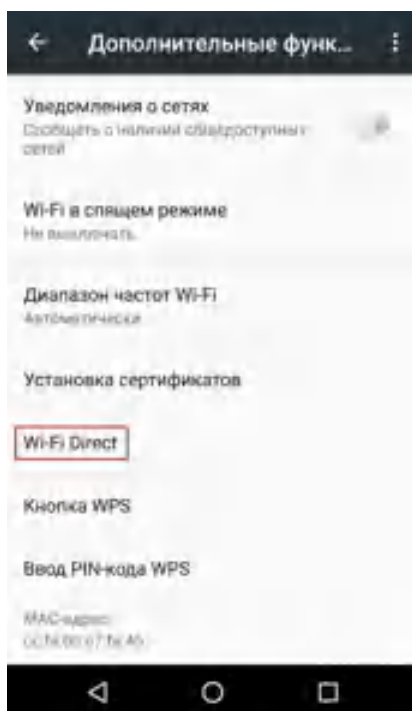 Дополнительные функ...
Уведомления о сетях
Сообщать о наличии общедоступных
сетей
Wi-Fi в спящем режиме
Не выключать
Диапазон частот Wi-Fi
Автоматически
Установка сертификатов
Wi-Fi Direct
Кнопка WPS
Ввод PIN-кода WPS
MAC-адрес